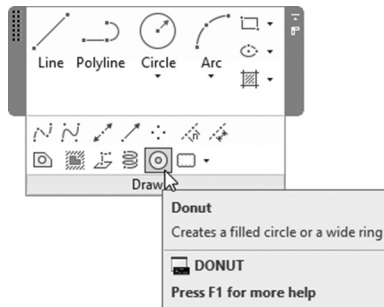 Line Polyline Circle Arc
Draw
Donut
Creates a filled circle or a wide ring
DONUT
Press F1 for more help